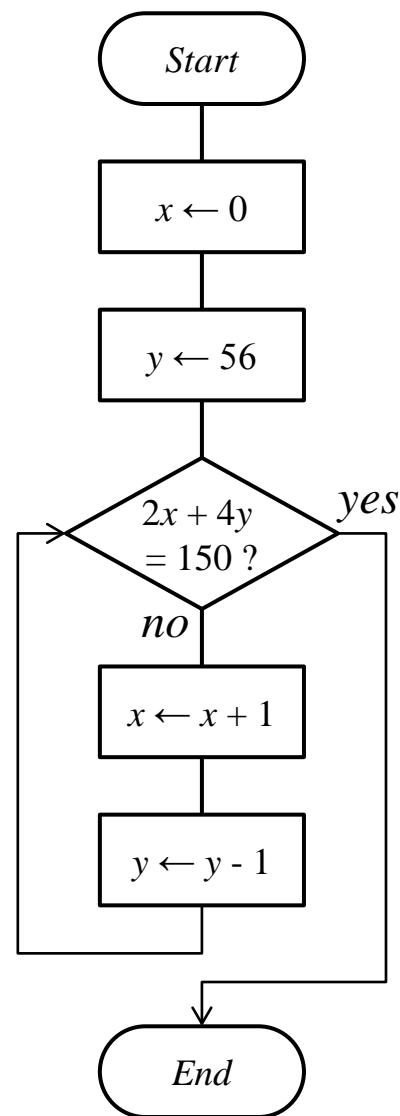 Start
x ← 0
y ← 56
2x + 4y
= 150 ?
yes
no
x ← x + 1
y ← y - 1
End